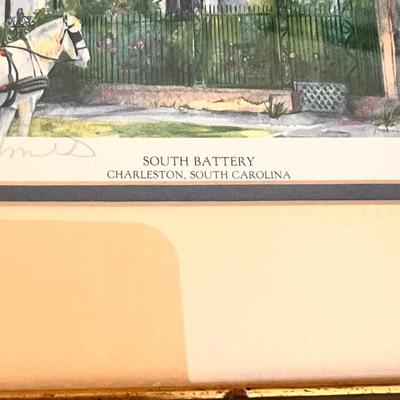 SOUTH BATTERY
CHARLESTON, SOUTH CAROLINA